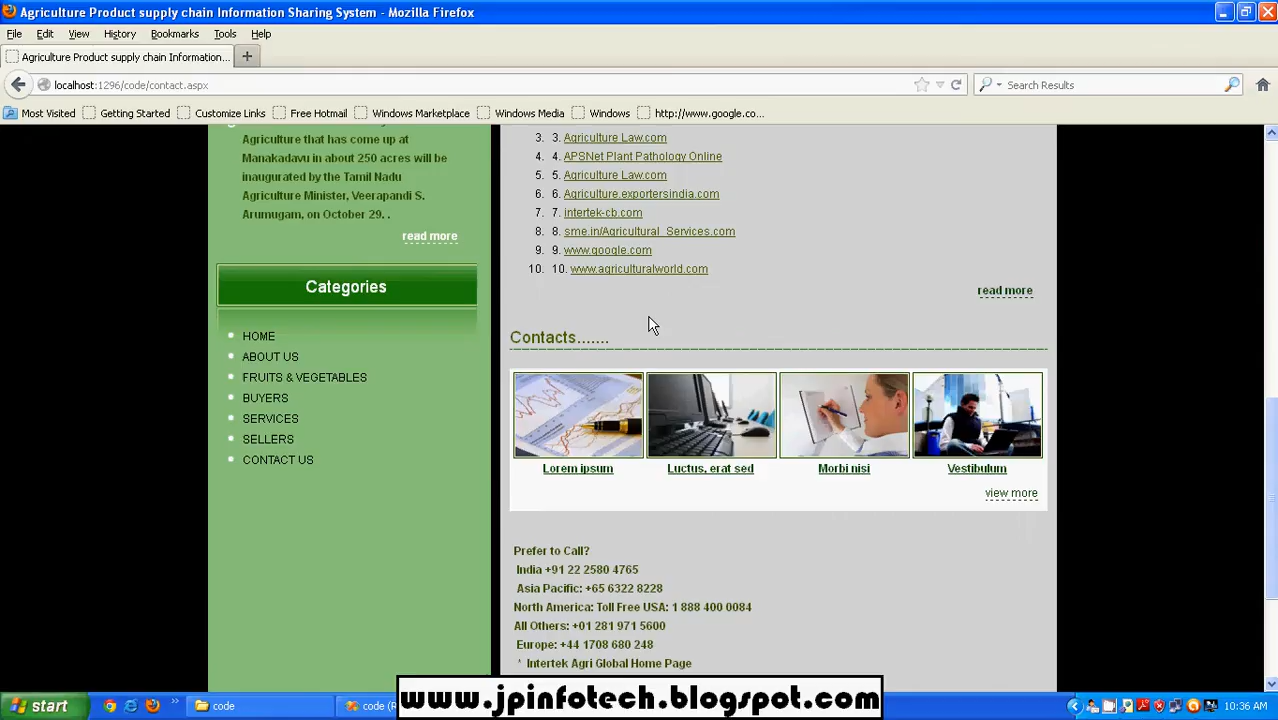 Agriculture Product supply chain Information Sharing System - Mozilla Firefox
File Edit View History Bookmarks Tools Help
Agriculture Product supply chain Information...
localhost:1296/code/contact.aspx
Search Results
Most Visited Getting Started Customize Links Free Hotmail Windows Marketplace Windows Media Windows http://www.google.co...
Agriculture that has come up at
Manakadavu in about 250 acres will be
inaugurated by the Tamil Nadu
Agriculture Minister, Veerapandi S.
Arumugam, on October 29. .
read more
Categories
HOME
ABOUT US
FRUITS & VEGETABLES
BUYERS
SERVICES
SELLERS
CONTACT US
3. 3. Agriculture Law.com
4. 4. APSNet Plant Pathology Online
5. 5. Agriculture Law.com
6. 6. Agriculture.exportersindia.com
7. 7. intertek-cb.com
8. 8. sme.in/Agricultural_Services.com
9. 9. www.google.com
10. 10. www.agriculturalworld.com
read more
Contacts.......
Lorem ipsum Luctus, erat sed Morbi nisi Vestibulum
view more
Prefer to Call?
India +91 22 2580 4765
Asia Pacific: +65 6322 8228
North America: Toll Free USA: 1 888 400 0084
All Others: +01 281 971 5600
Europe: +44 1708 680 248
* Intertek Agri Global Home Page
www.jpinfotech.blogspot.com
start code code (R 10:36 AM